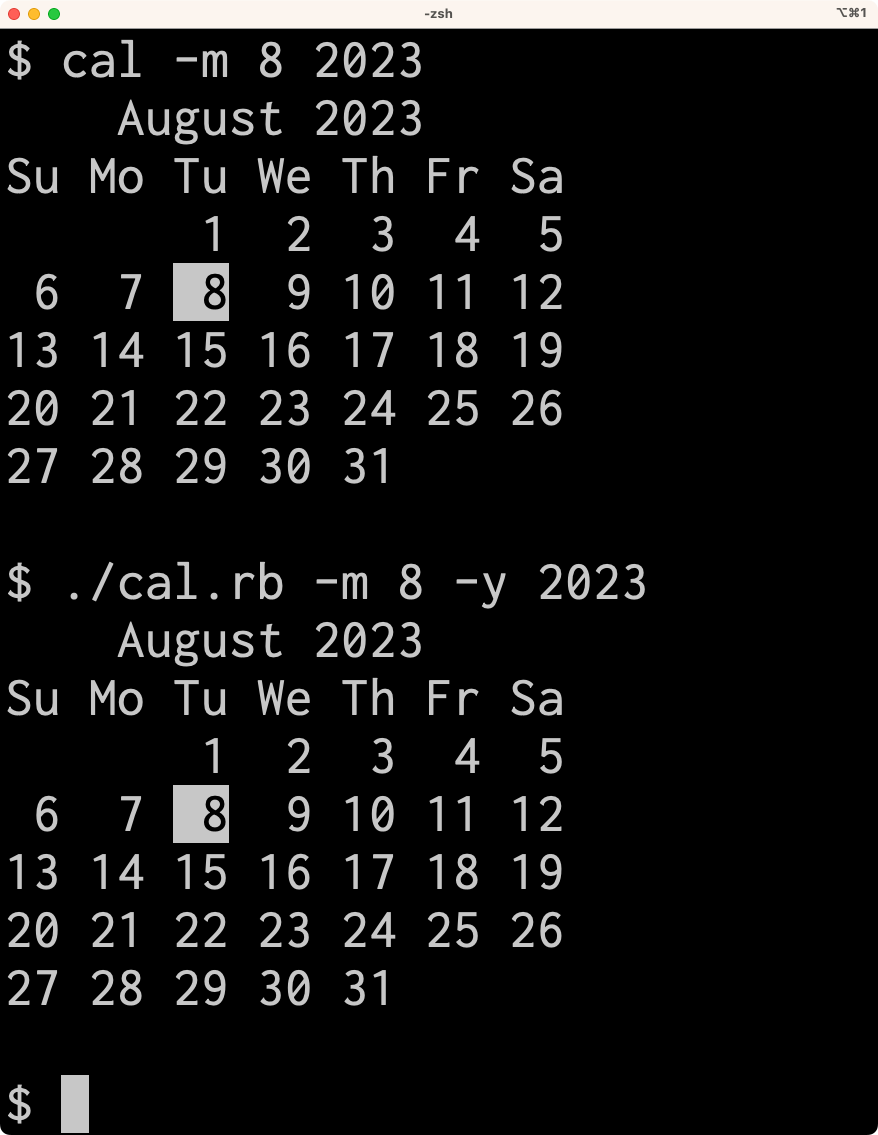 -zsh
⌥⌘1
$ cal -m 8 2023
    August 2023
Su Mo Tu We Th Fr Sa
       1  2  3  4  5
 6  7  8  9 10 11 12
13 14 15 16 17 18 19
20 21 22 23 24 25 26
27 28 29 30 31
$ ./cal.rb -m 8 -y 2023
    August 2023
Su Mo Tu We Th Fr Sa
       1  2  3  4  5
 6  7  8  9 10 11 12
13 14 15 16 17 18 19
20 21 22 23 24 25 26
27 28 29 30 31
$